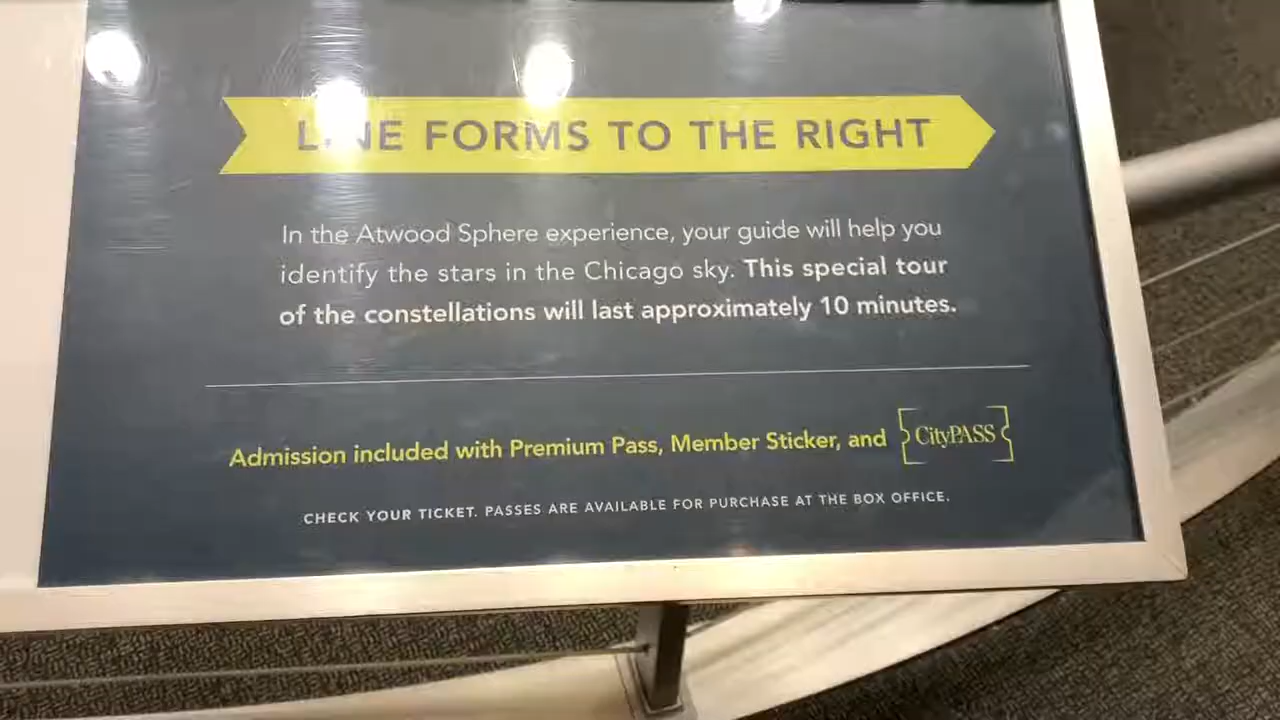 LINE FORMS TO THE RIGHT
In the Atwood Sphere experience, your guide will help you
identify the stars in the Chicago sky. This special tour
of the constellations will last approximately 10 minutes.
Admission included with Premium Pass, Member Sticker, and CityPASS
CHECK YOUR TICKET. PASSES ARE AVAILABLE FOR PURCHASE AT THE BOX OFFICE.